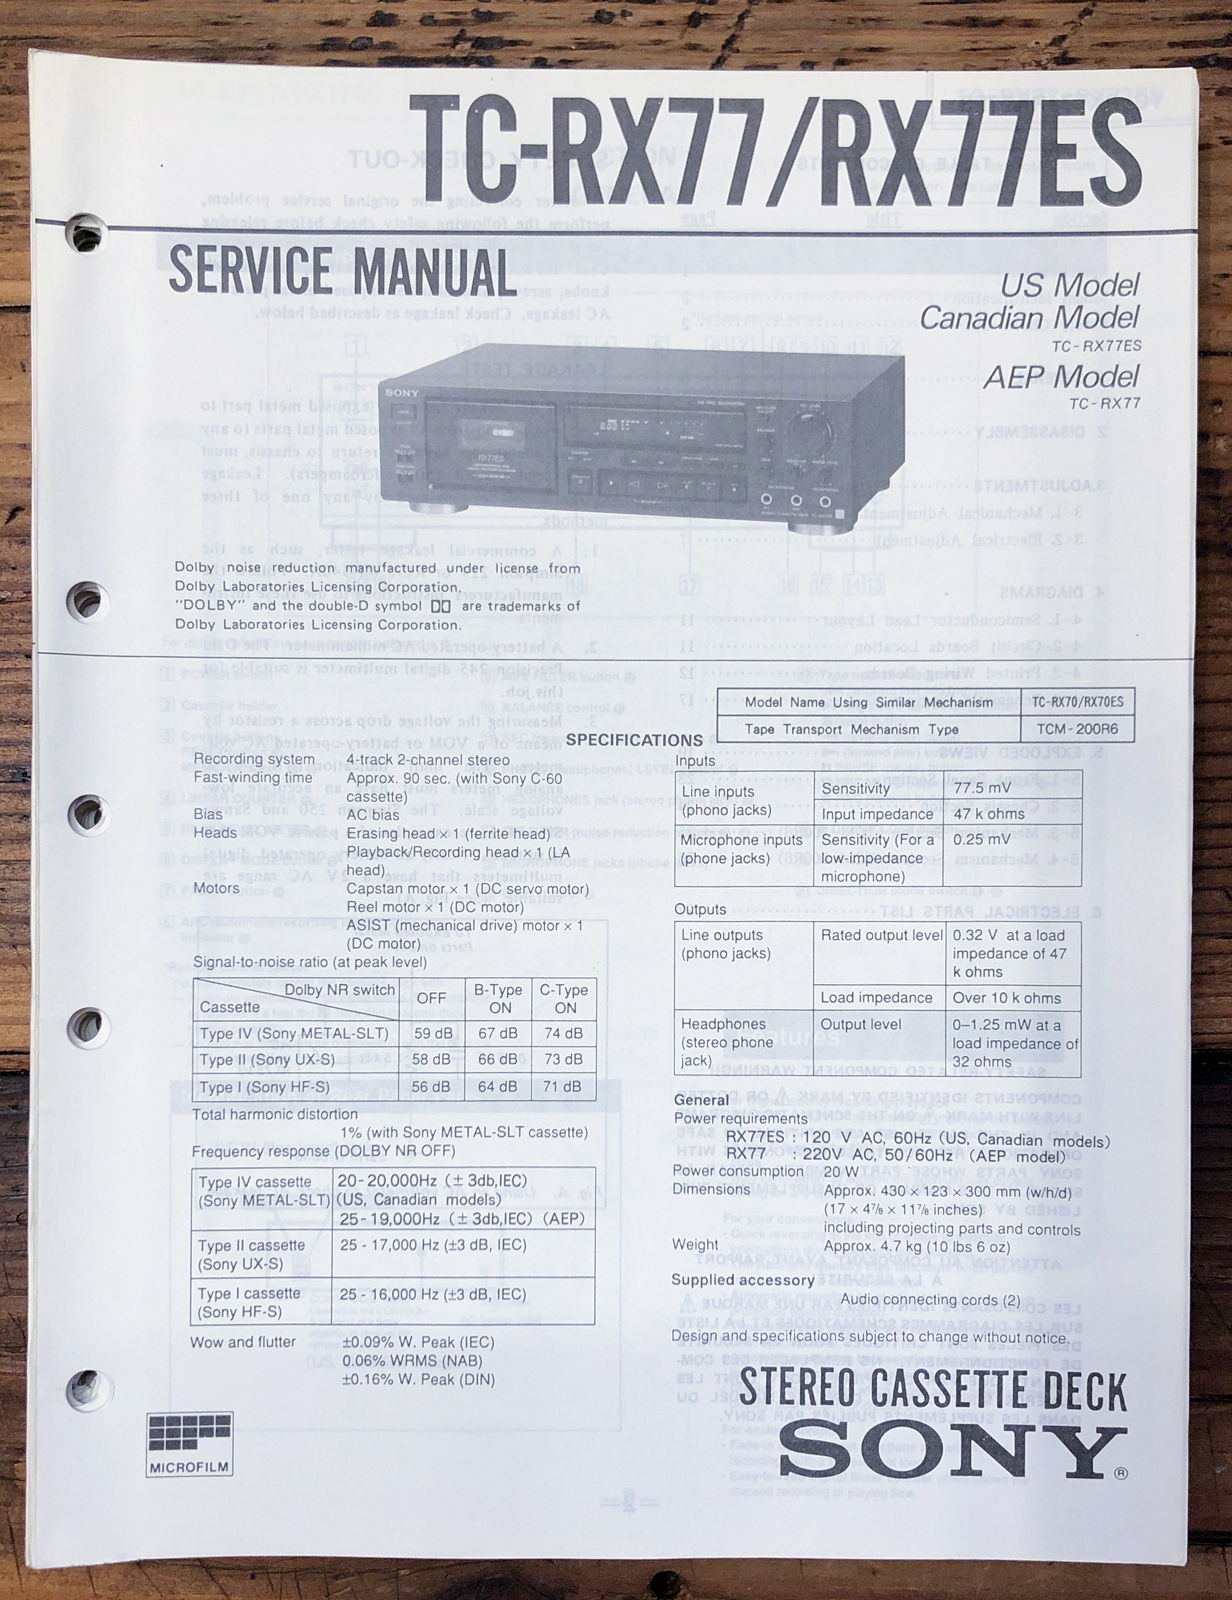 TC-RX77/RX77ES
SERVICE MANUAL
US Model
Canadian Model
TC-RX77ES
AEP Model
TC-RX77
SONY
RX77ES
Dolby noise reduction manufactured under license from
Dolby Laboratories Licensing Corporation.
"DOLBY" and the double-D symbol are trademarks of
Dolby Laboratories Licensing Corporation.
Model Name Using Similar Mechanism TC-RX70/RX70ES
Tape Transport Mechanism Type TCM-200R6
SPECIFICATIONS
Recording system 4-track 2-channel stereo
Fast-winding time Approx. 90 sec. (with Sony C-60
cassette)
Bias AC bias
Heads Erasing head × 1 (ferrite head)
Playback/Recording head × 1 (LA
head)
Motors Capstan motor × 1 (DC servo motor)
Reel motor × 1 (DC motor)
ASIST (mechanical drive) motor × 1
(DC motor)
Signal-to-noise ratio (at peak level)
Dolby NR switch
Cassette
OFF
B-Type
ON
C-Type
ON
Type IV (Sony METAL-SLT) 59 dB 67 dB 74 dB
Type II (Sony UX-S) 58 dB 66 dB 73 dB
Type I (Sony HF-S) 56 dB 64 dB 71 dB
Total harmonic distortion
1% (with Sony METAL-SLT cassette)
Frequency response (DOLBY NR OFF)
Type IV cassette 20-20,000Hz (± 3db,IEC)
(Sony METAL-SLT) (US, Canadian models)
25-19,000Hz (± 3db,IEC) (AEP)
Type II cassette 25 - 17,000 Hz (±3 dB, IEC)
(Sony UX-S)
Type I cassette 25 - 16,000 Hz (±3 dB, IEC)
(Sony HF-S)
Wow and flutter ±0.09% W. Peak (IEC)
0.06% WRMS (NAB)
±0.16% W. Peak (DIN)
MICROFILM
Inputs
Line inputs
(phono jacks)
Sensitivity 77.5 mV
Input impedance 47 k ohms
Microphone inputs
(phone jacks)
Sensitivity (For a
low-impedance
microphone)
0.25 mV
Outputs
Line outputs
(phono jacks)
Rated output level
0.32 V at a load
impedance of 47
k ohms
Load impedance Over 10 k ohms
Headphones
(stereo phone
jack)
Output level
0–1.25 mW at a
load impedance of
32 ohms
General
Power requirements
RX77ES : 120 V AC, 60Hz (US, Canadian models)
RX77 : 220V AC, 50/60Hz (AEP model)
Power consumption 20 W
Dimensions Approx. 430 × 123 × 300 mm (w/h/d)
(17 × 4 7/8 × 11 7/8 inches)
including projecting parts and controls
Weight Approx. 4.7 kg (10 lbs 6 oz)
Supplied accessory
Audio connecting cords (2)
Design and specifications subject to change without notice.
STEREO CASSETTE DECK
SONY®